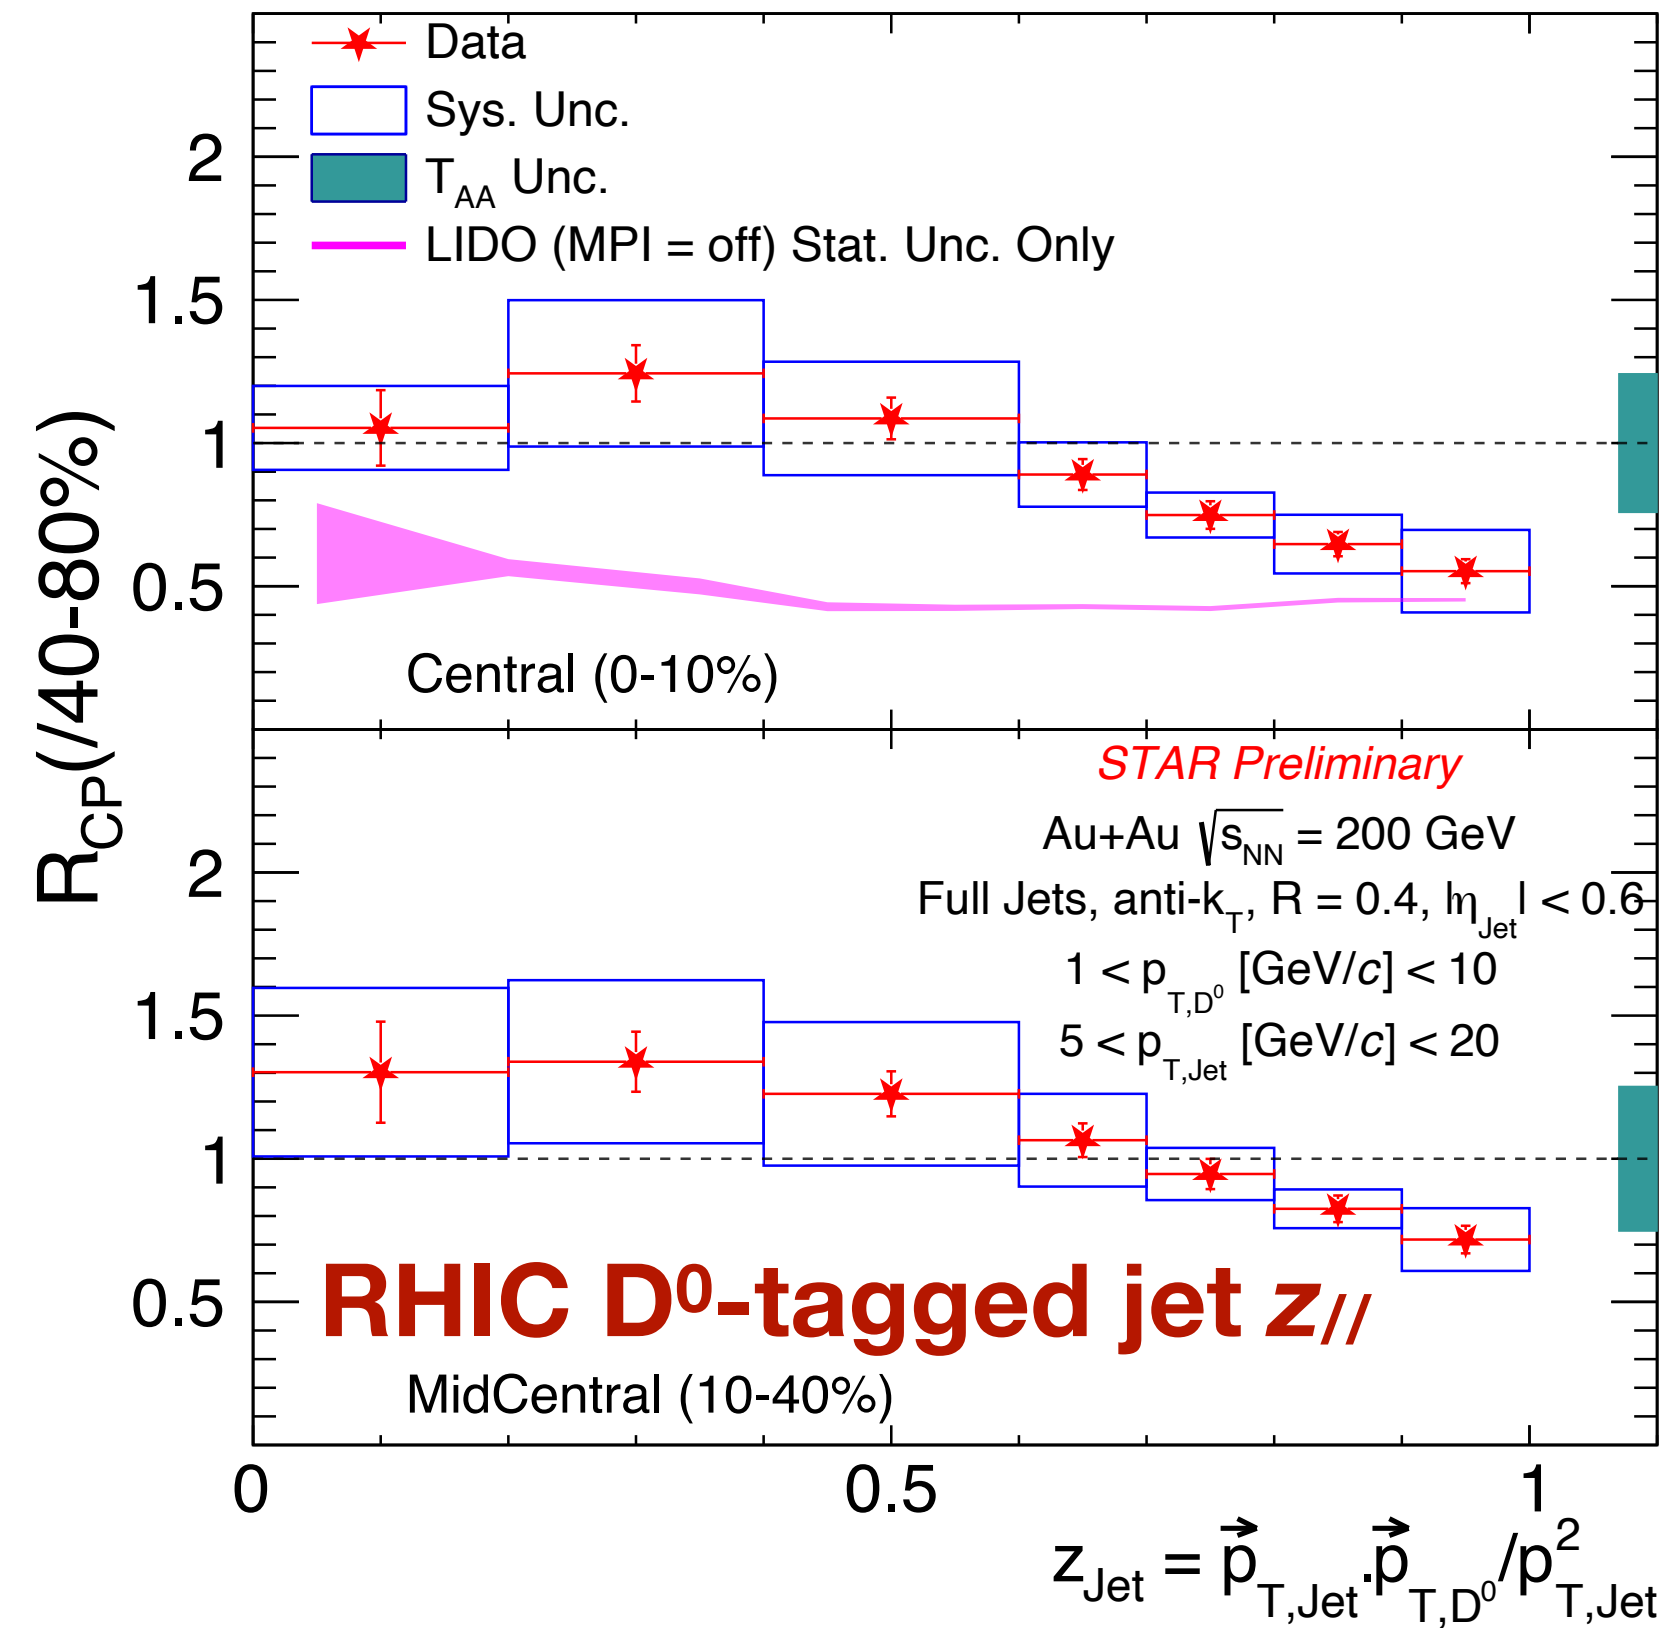 Data
Sys. Unc.
T_AA Unc.
LIDO (MPI = off) Stat. Unc. Only
2
1.5
1
0.5
Central (0-10%)
R_CP(/40-80%)
STAR Preliminary
Au+Au √s_NN = 200 GeV
Full Jets, anti-k_T, R = 0.4, |η_Jet| < 0.6
1 < p_T,D⁰ [GeV/c] < 10
5 < p_T,Jet [GeV/c] < 20
2
1.5
1
0.5
RHIC D⁰-tagged jet z//
MidCentral (10-40%)
0 0.5 1
z_Jet = p⃗_T,Jet.p⃗_T,D⁰/p²_T,Jet